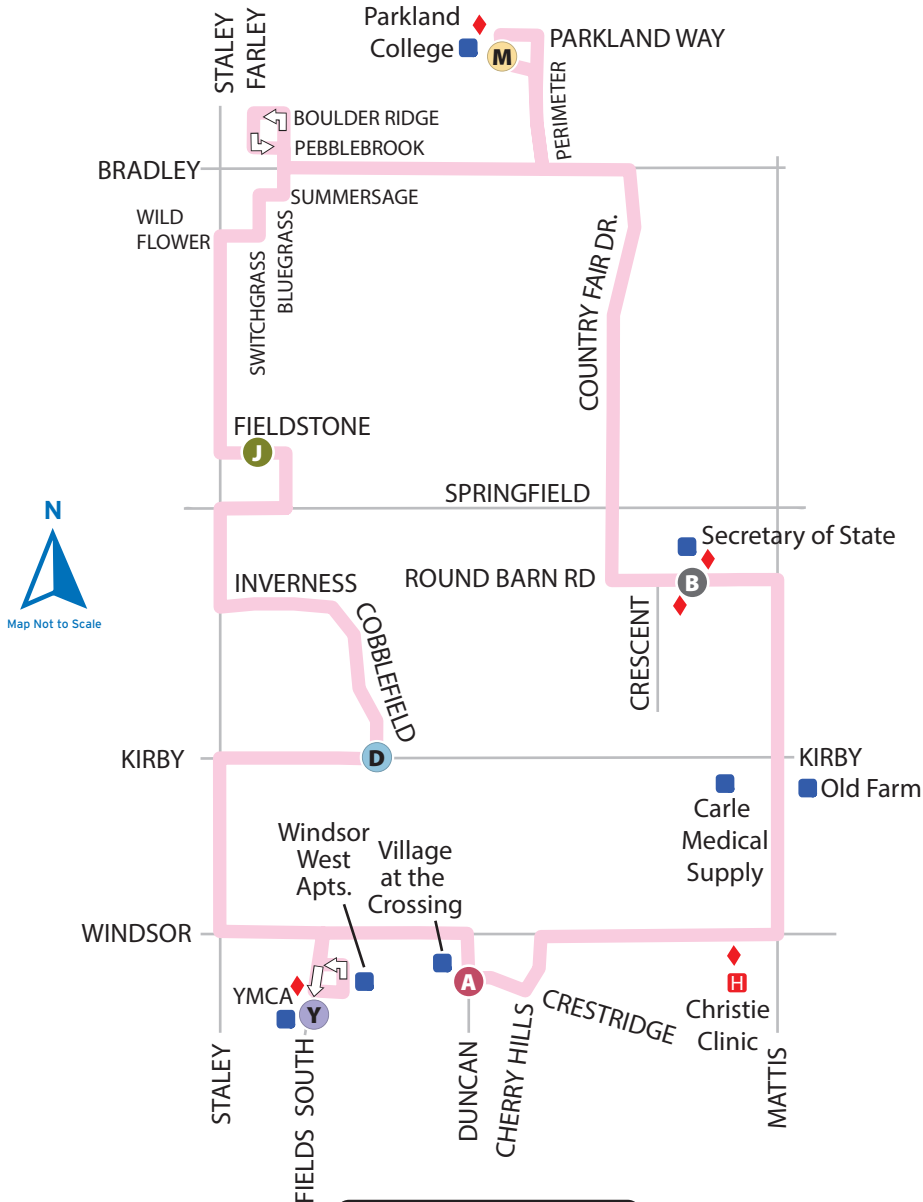 STALEY
FARLEY
Parkland
College
M
PARKLAND WAY
PERIMETER
BOULDER RIDGE
PEBBLEBROOK
BRADLEY
SUMMERSAGE
WILD
FLOWER
SWITCHGRASS
BLUEGRASS
COUNTRY FAIR DR.
FIELDSTONE
J
SPRINGFIELD
N
Map Not to Scale
Secretary of State
INVERNESS
ROUND BARN RD
B
COBBLEFIELD
CRESCENT
KIRBY
D
KIRBY
Old Farm
Carle
Medical
Supply
Windsor
West
Apts.
Village
at the
Crossing
WINDSOR
YMCA
Y
A
H
Christie
Clinic
CRESTRIDGE
STALEY
FIELDS SOUTH
DUNCAN
CHERRY HILLS
MATTIS